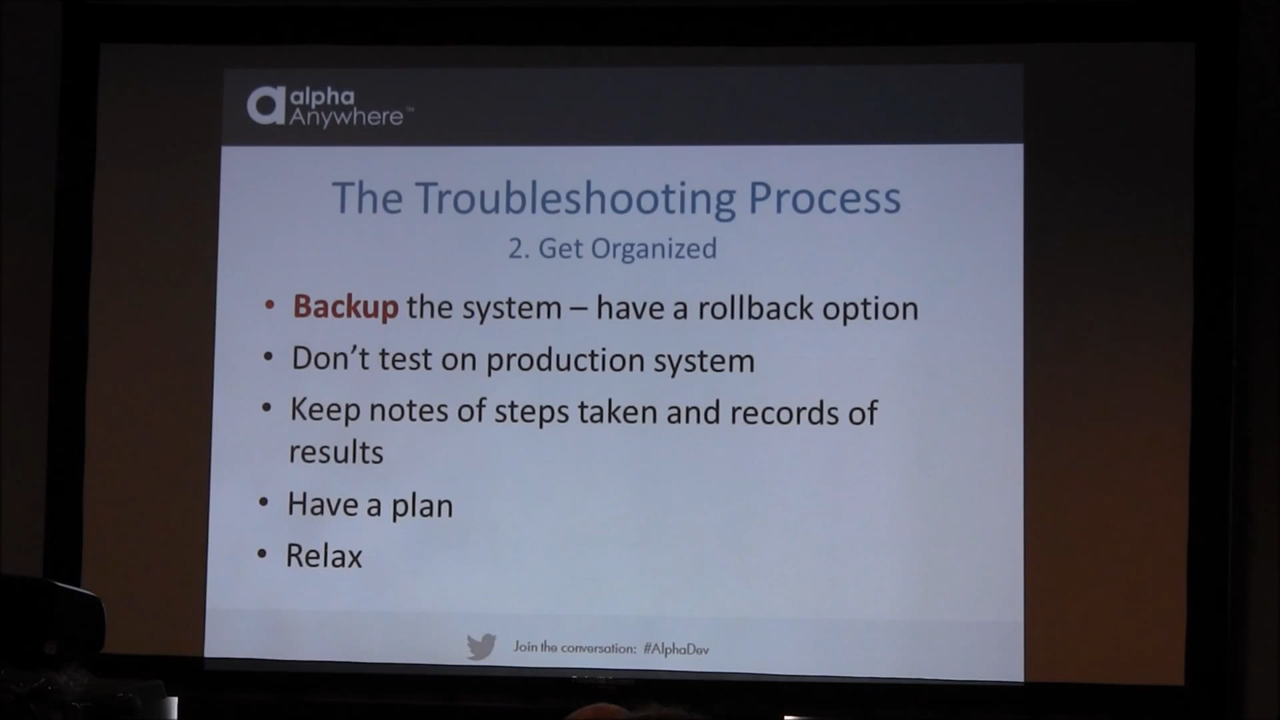 alpha
Anywhere™
The Troubleshooting Process
2. Get Organized
• Backup the system – have a rollback option
• Don't test on production system
• Keep notes of steps taken and records of
results
• Have a plan
• Relax
Join the conversation: #AlphaDev